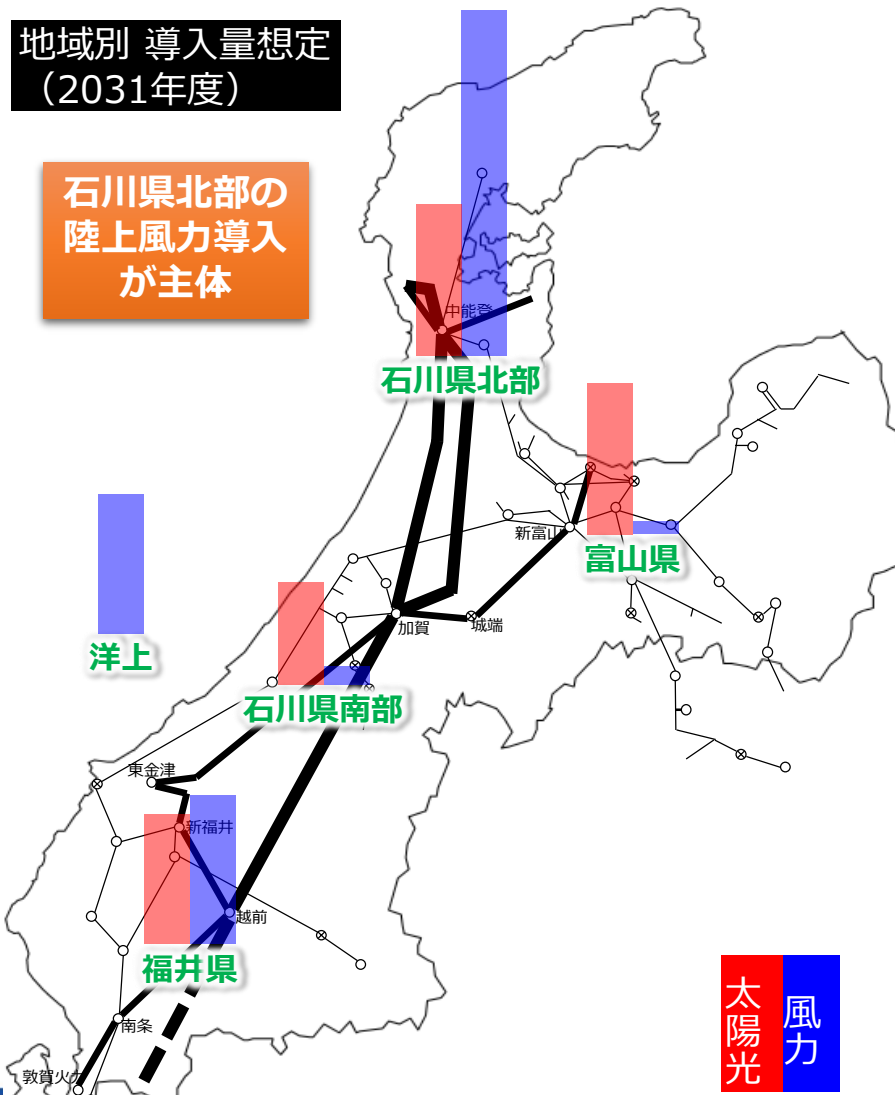 地域別 導入量想定
（2031年度）
石川県北部の
陸上風力導入
が主体
中能登
石川県北部
新富山
富山県
洋上
加賀
城端
石川県南部
東金津
新福井
越前
福井県
南条
敦賀火力
太陽光
風力